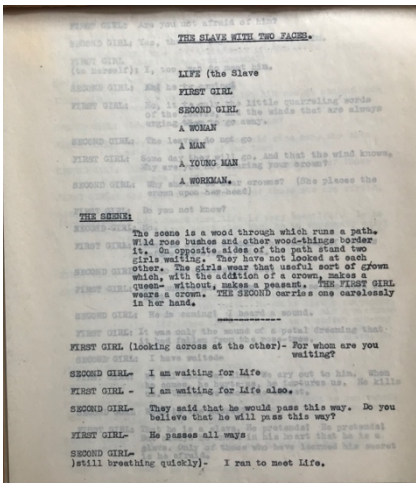 THE SLAVE WITH TWO FACES.
LIFE (the Slave
FIRST GIRL
SECOND GIRL
A WOMAN
A MAN
A YOUNG MAN
A WORKMAN.
THE SCENE:
The scene is a wood through which runs a path.
Wild rose bushes and other wood-things border
it. On opposite sides of the path stand two
girls waiting. They have not looked at each
other. The girls wear that useful sort of grown
which, with the addition of a crown, makes a
queen- without, makes a peasant. THE FIRST GIRL
wears a crown. THE SECOND carries one carelessly
in her hand.
FIRST GIRL (looking across at the other)- For whom are you
waiting?
SECOND GIRL- I am waiting for Life
FIRST GIRL - I am waiting for Life also.
SECOND GIRL- They said that he would pass this way. Do you
believe that he will pass this way?
FIRST GIRL- He passes all ways
SECOND GIRL-
)still breathing quickly)- I ran to meet Life.